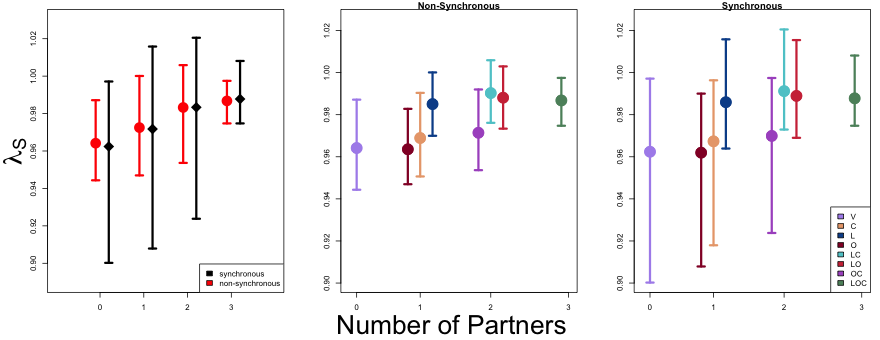 Non-Synchronous
Synchronous
λS
0.90
0.92
0.94
0.96
0.98
1.00
1.02
0
1
2
3
synchronous
non-synchronous
0.90
0.92
0.94
0.96
0.98
1.00
1.02
0
1
2
3
0.90
0.92
0.94
0.96
0.98
1.00
1.02
0
1
2
3
V
C
L
O
LC
LO
OC
LOC
Number of Partners